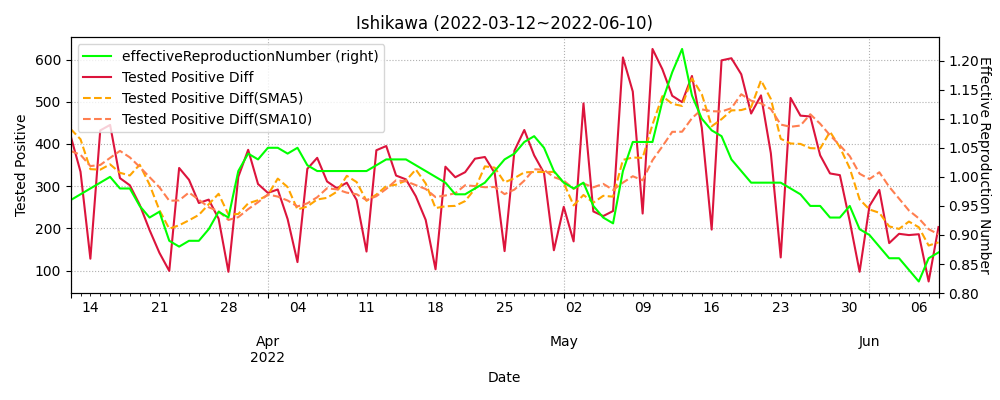 Ishikawa (2022-03-12~2022-06-10)
effectiveReproductionNumber (right)
Tested Positive Diff
Tested Positive Diff(SMA5)
Tested Positive Diff(SMA10)
Tested Positive
600
500
400
300
200
100
Effective Reproduction Number
1.20
1.15
1.10
1.05
1.00
0.95
0.90
0.85
0.80
14 21 28 04 11 18 25 02 09 16 23 30 06
Apr May Jun
2022
Date